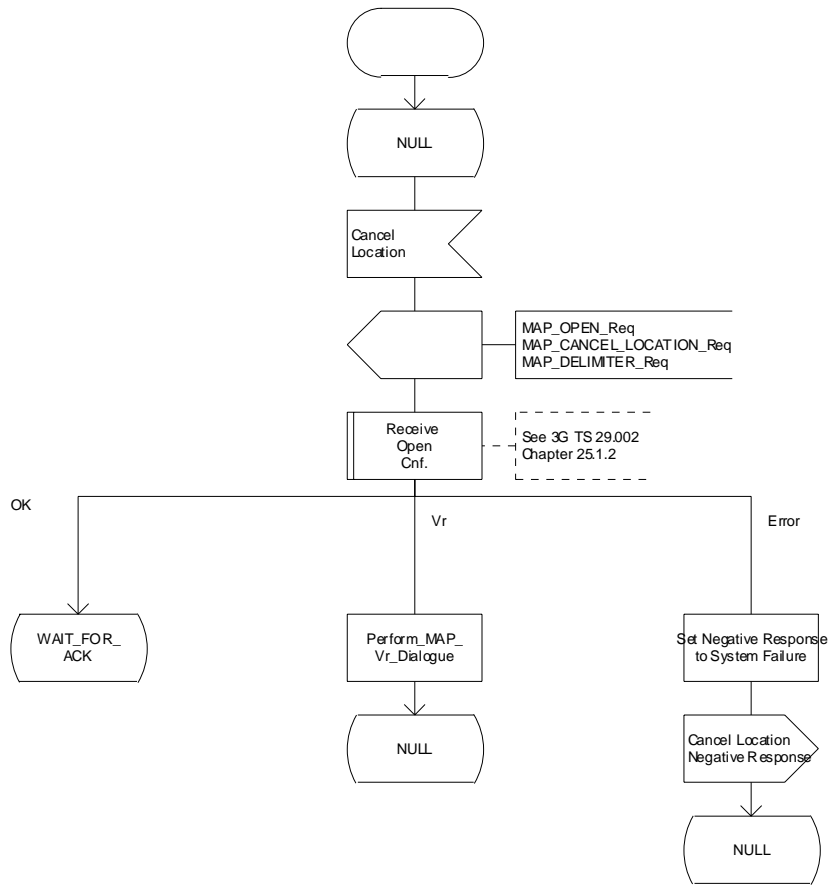 NULL
Cancel
Location
MAP_OPEN_Req
MAP_CANCEL_LOCATION_Req
MAP_DELIMITER_Req
Receive
Open
Cnf.
See 3G TS 29.002
Chapter 25.1.2
OK
Vr
Error
WAIT_FOR_
ACK
Perform_MAP_
Vr_Dialogue
Set Negative Response
to System Failure
NULL
Cancel Location
Negative Response
NULL